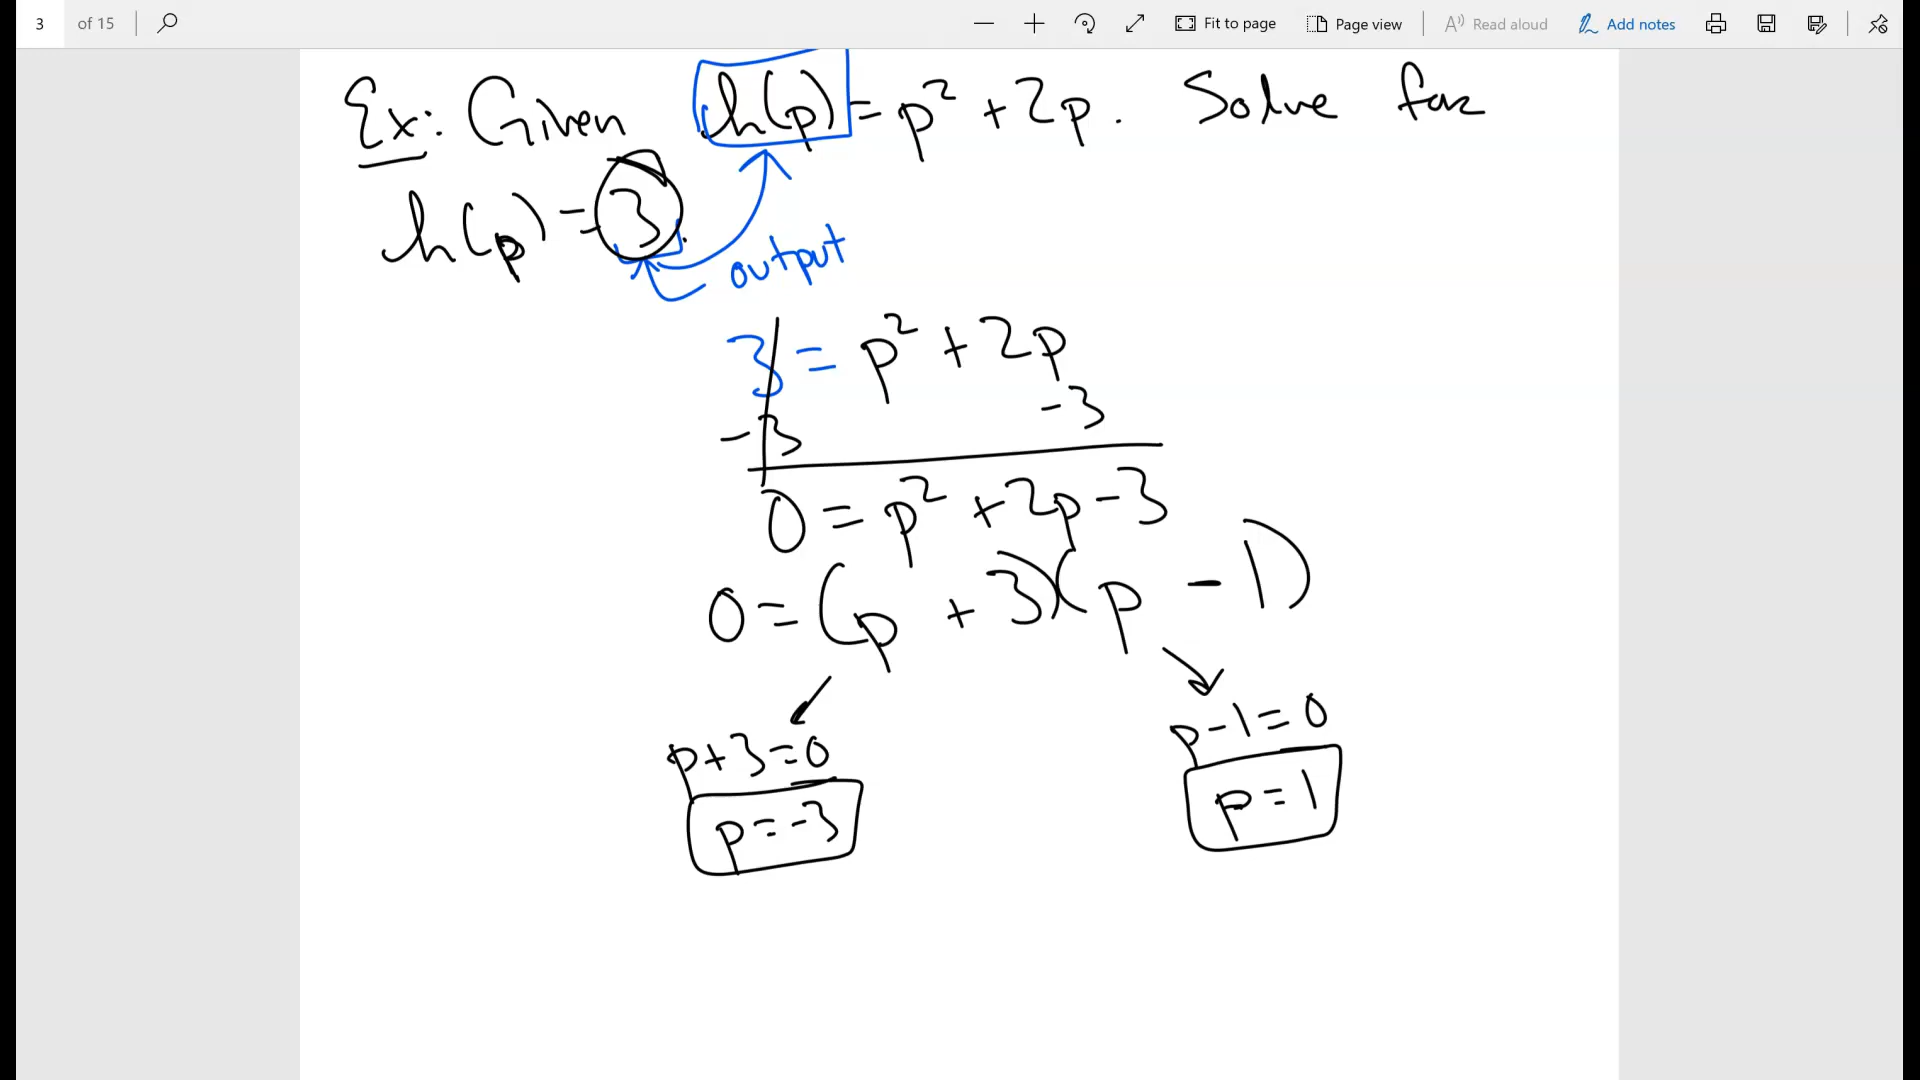 3 of 15 Fit to page Page view Read aloud Add notes
Ex: Given h(p) = p² + 2p. Solve for
h(p) = 3.
output
3 = p² + 2p
-3 -3
0 = p² + 2p - 3
0 = (p + 3)(p - 1)
p + 3 = 0 p - 1 = 0
p = -3 p = 1